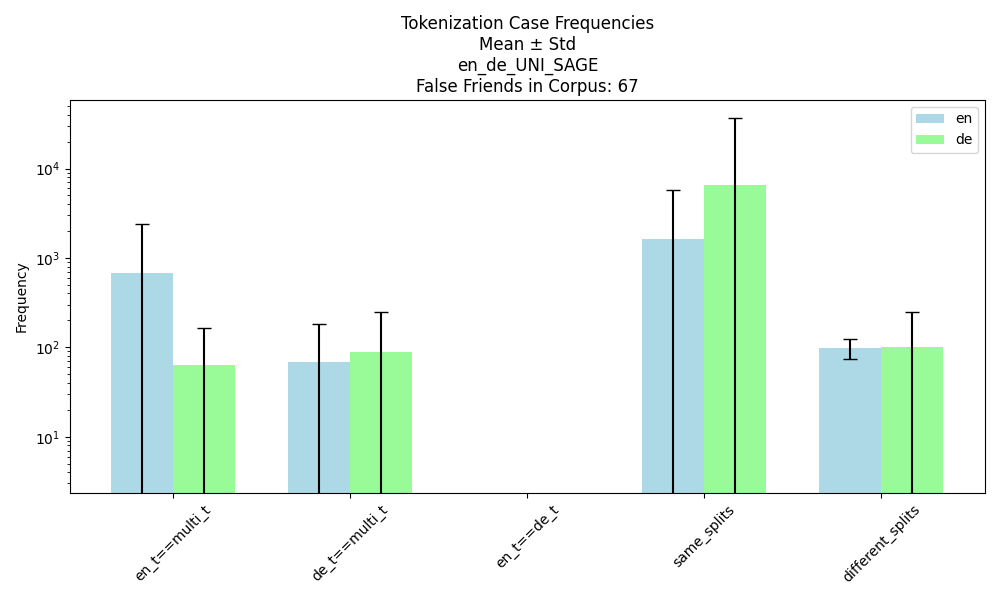 Tokenization Case Frequencies
Mean ± Std
en_de_UNI_SAGE
False Friends in Corpus: 67
en
de
Frequency
10^4
10^3
10^2
10^1
en_t==multi_t
de_t==multi_t
en_t==de_t
same_splits
different_splits